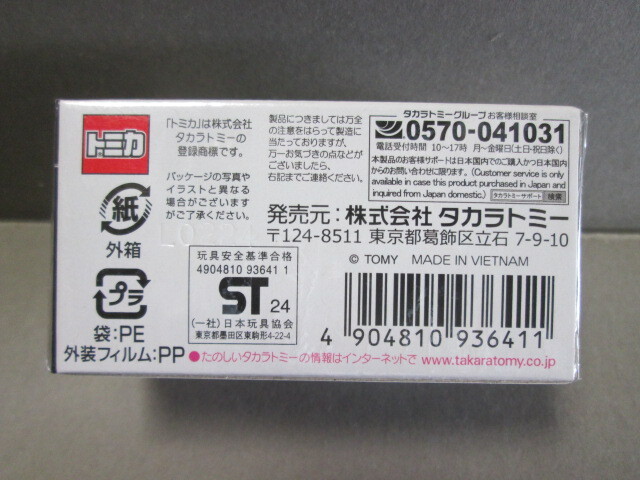 トミカ
「トミカ」は株式会社
タカラトミーの
登録商標です。
パッケージの写真や
イラストと異なる
場合がございます
がご了承ください。
製品につきましては万全
の注意をはらって製造に
当たっておりますが、
万一お気づきの点などが
ございましたら、
右記までご連絡ください。
タカラトミーグループ お客様相談室
0570-041031
電話受付時間 10〜17時 月〜金曜日(土・日・祝日除く)
本製品のお客様サポートは日本国内でのご購入かつ日本国内
からのお問い合わせに限ります。(Customer service is only
available in case this product purchased in Japan and
inquired from Japan domestic.)
タカラトミーサポート 検索
紙
外箱
プラ
袋:PE
外装フィルム:PP
発売元:株式会社 タカラトミー
〒124-8511 東京都葛飾区立石 7-9-10
© TOMY MADE IN VIETNAM
玩具安全基準合格
4904810 93641 1
ST 24
(一社)日本玩具協会
東京都墨田区東駒形4-22-4
4 904810 936411
●たのしいタカラトミーの情報はインターネットで www.takaratomy.co.jp